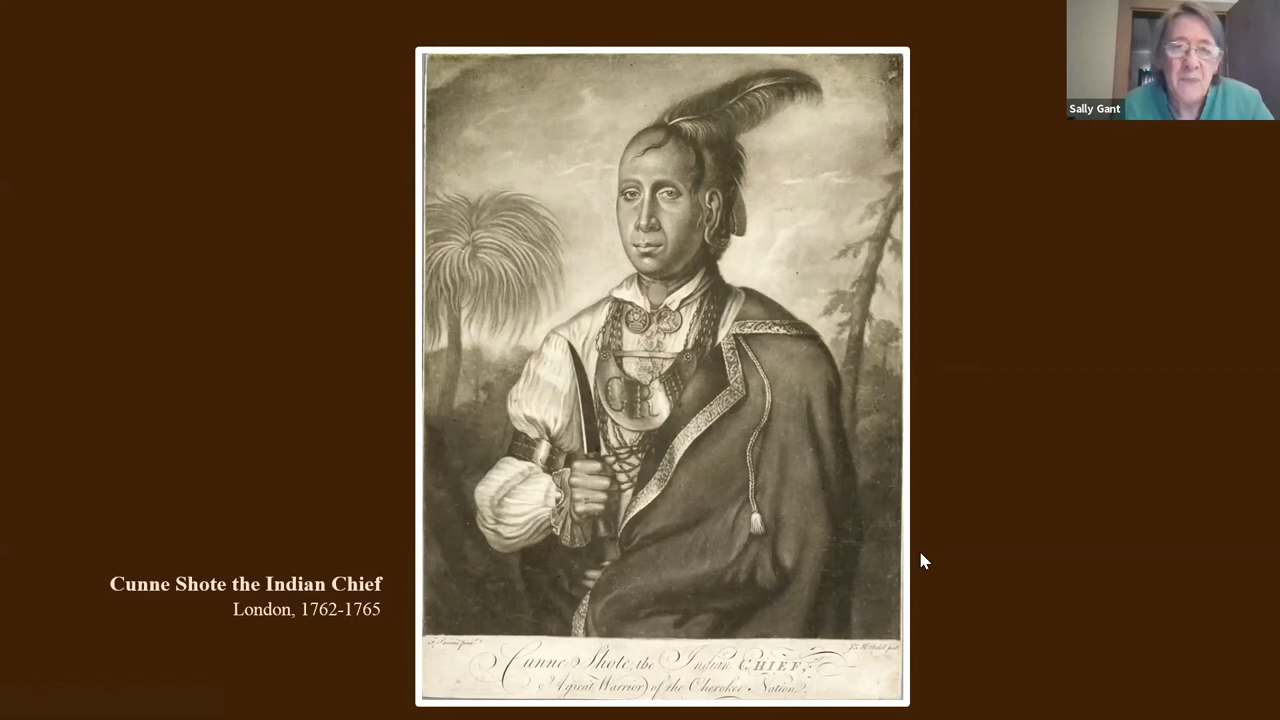 Sally Gant
Cunne Shote the Indian Chief
London, 1762-1765
GR
Cunne Shote, the Indian CHIEF,
A great Warrior of the Cherokee Nation.